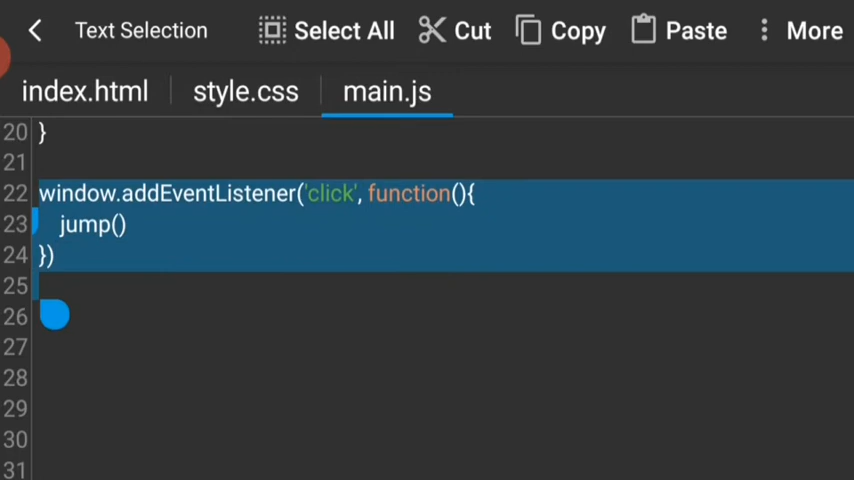 Text Selection Select All Cut Copy Paste More
index.html style.css main.js
20 }
21
22 window.addEventListener('click', function(){
23     jump()
24 })
25
26
27
28
29
30
31